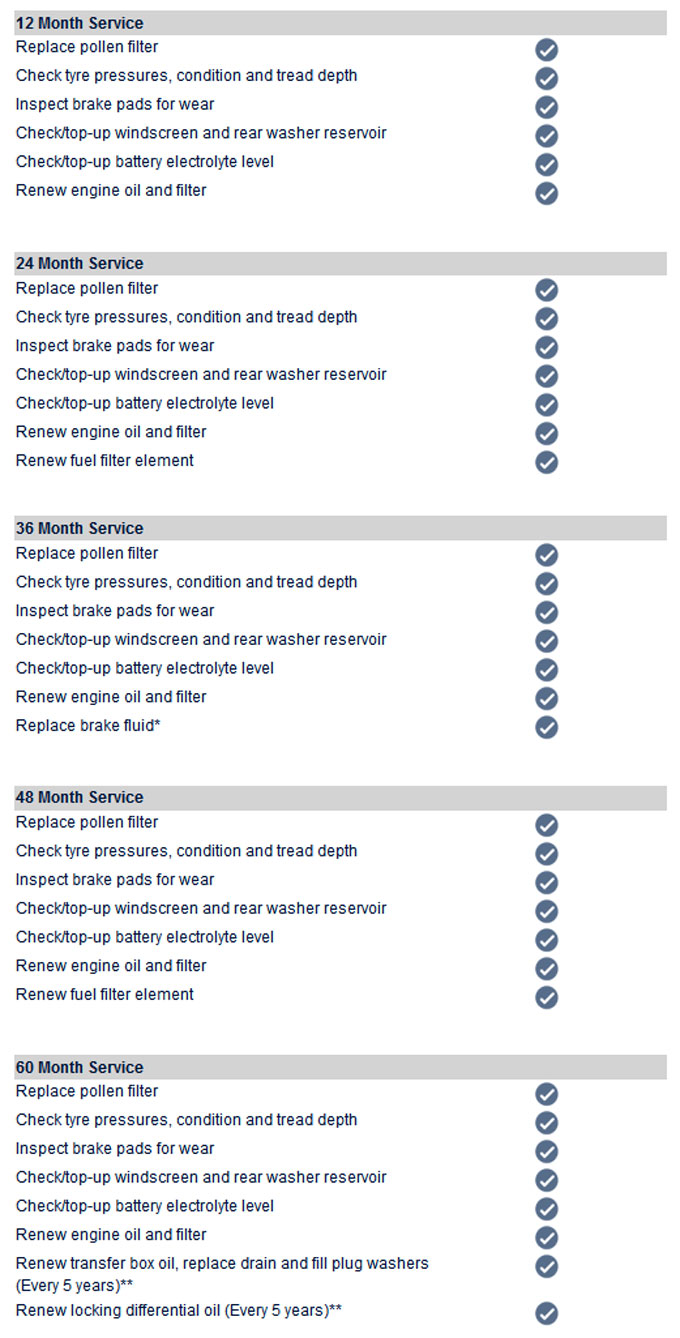 12 Month Service
Replace pollen filter
Check tyre pressures, condition and tread depth
Inspect brake pads for wear
Check/top-up windscreen and rear washer reservoir
Check/top-up battery electrolyte level
Renew engine oil and filter
24 Month Service
Replace pollen filter
Check tyre pressures, condition and tread depth
Inspect brake pads for wear
Check/top-up windscreen and rear washer reservoir
Check/top-up battery electrolyte level
Renew engine oil and filter
Renew fuel filter element
36 Month Service
Replace pollen filter
Check tyre pressures, condition and tread depth
Inspect brake pads for wear
Check/top-up windscreen and rear washer reservoir
Check/top-up battery electrolyte level
Renew engine oil and filter
Replace brake fluid*
48 Month Service
Replace pollen filter
Check tyre pressures, condition and tread depth
Inspect brake pads for wear
Check/top-up windscreen and rear washer reservoir
Check/top-up battery electrolyte level
Renew engine oil and filter
Renew fuel filter element
60 Month Service
Replace pollen filter
Check tyre pressures, condition and tread depth
Inspect brake pads for wear
Check/top-up windscreen and rear washer reservoir
Check/top-up battery electrolyte level
Renew engine oil and filter
Renew transfer box oil, replace drain and fill plug washers
(Every 5 years)**
Renew locking differential oil (Every 5 years)**